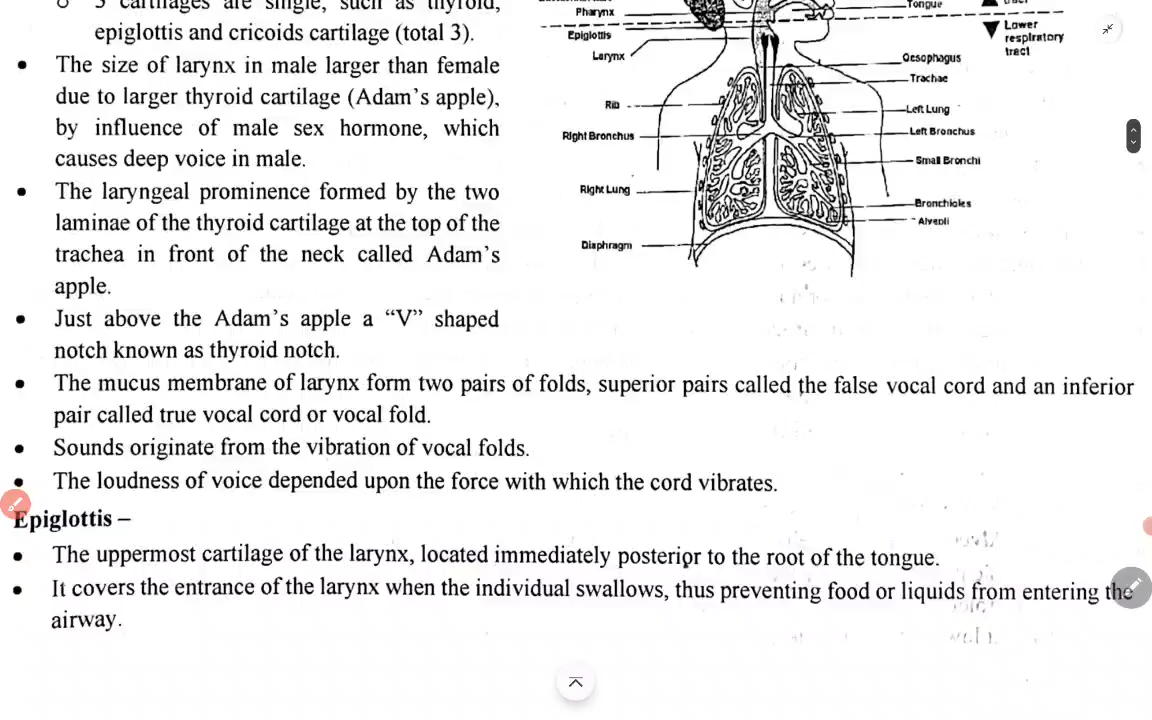 o 3 cartilages are single, such as thyroid,
epiglottis and cricoids cartilage (total 3).
• The size of larynx in male larger than female
due to larger thyroid cartilage (Adam's apple),
by influence of male sex hormone, which
causes deep voice in male.
• The laryngeal prominence formed by the two
laminae of the thyroid cartilage at the top of the
trachea in front of the neck called Adam's
apple.
• Just above the Adam's apple a “V” shaped
notch known as thyroid notch.
Pharynx
Epiglottis
Larynx
Rib
Right Bronchus
Right Lung
Diaphragm
Tongue
Lower
respiratory
tract
Oesophagus
Trachae
Left Lung
Left Bronchus
Small Bronchi
Bronchioles
Alveoli
• The mucus membrane of larynx form two pairs of folds, superior pairs called the false vocal cord and an inferior
pair called true vocal cord or vocal fold.
• Sounds originate from the vibration of vocal folds.
• The loudness of voice depended upon the force with which the cord vibrates.
Epiglottis –
• The uppermost cartilage of the larynx, located immediately posterior to the root of the tongue.
• It covers the entrance of the larynx when the individual swallows, thus preventing food or liquids from entering the
airway.